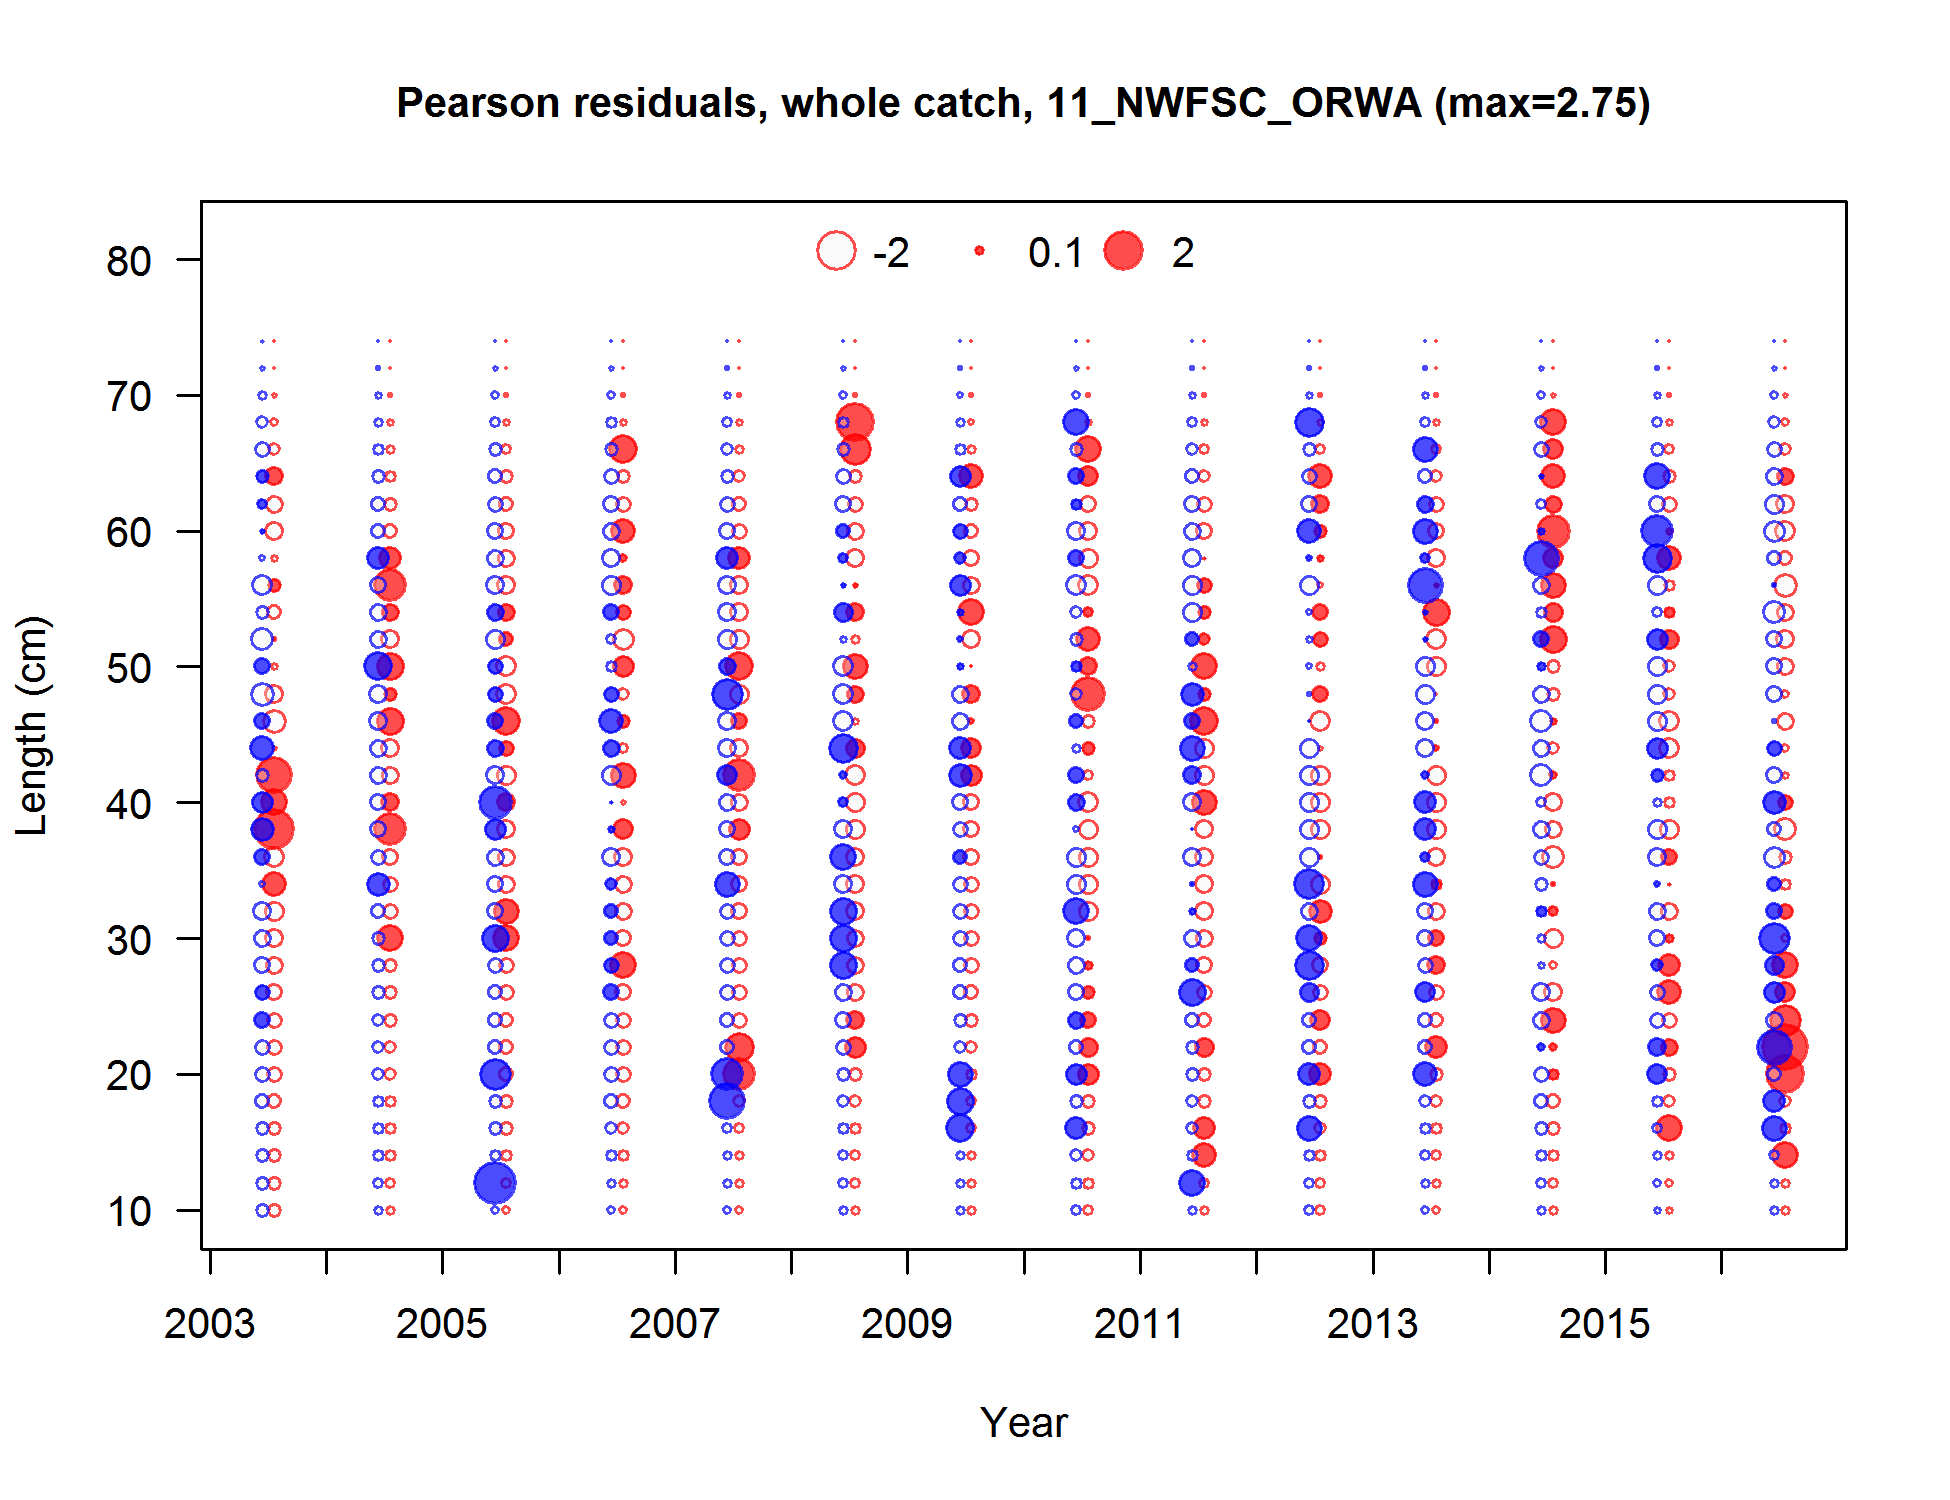 Pearson residuals, whole catch, 11_NWFSC_ORWA (max=2.75)
-2 0.1 2
80
70
60
50
40
30
20
10
Length (cm)
2003 2005 2007 2009 2011 2013 2015
Year